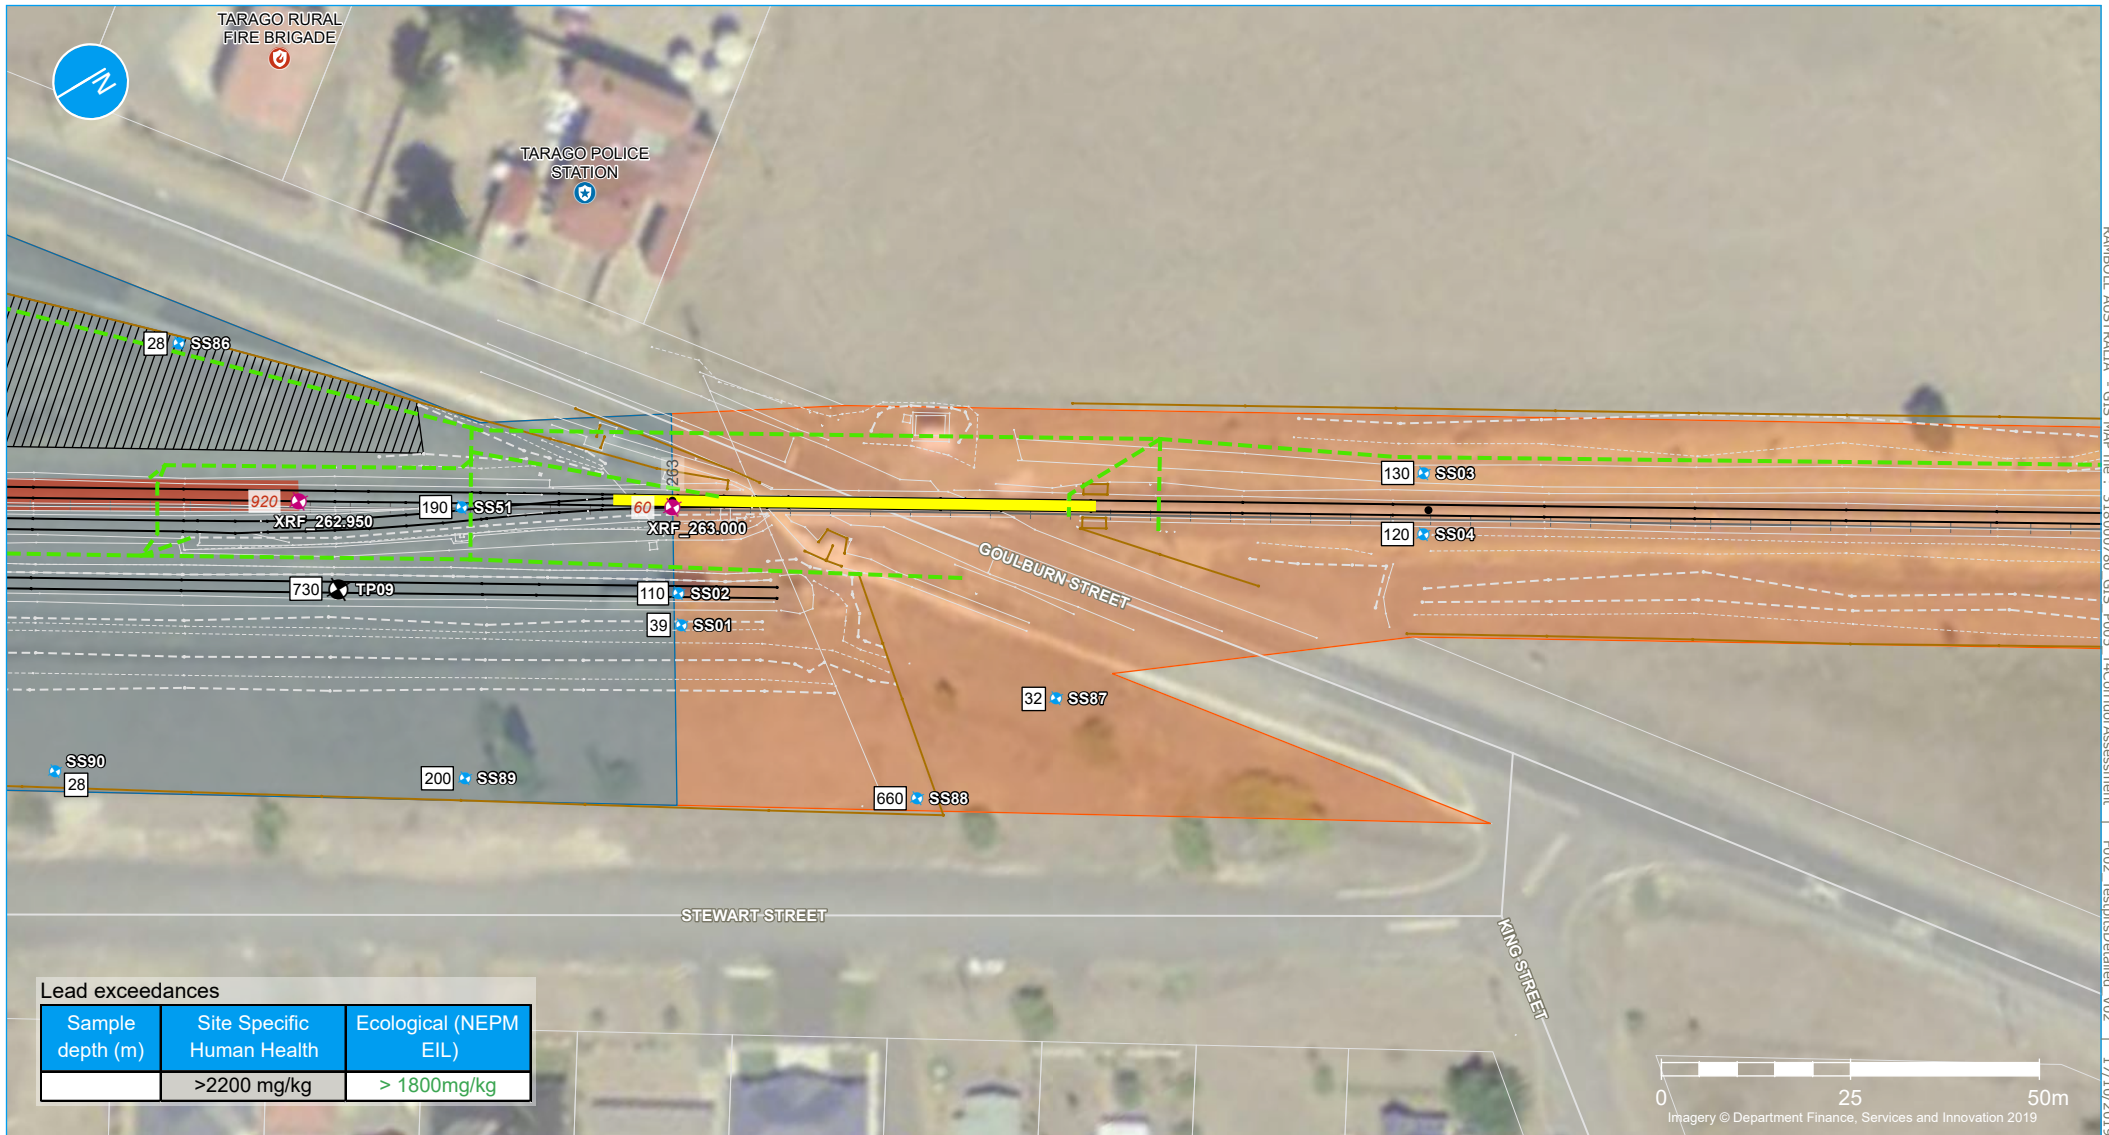 TARAGO RURAL
FIRE BRIGADE
TARAGO POLICE
STATION
28 SS86
263
130 SS03
920
XRF_262.950
190 SS51
60
XRF_263.000
120 SS04
GOULBURN STREET
730 TP09
110 SS02
39 SS01
32 SS87
SS90
28
200 SS89
660 SS88
STEWART STREET
KING STREET
Lead exceedances
Sample
depth (m)
Site Specific
Human Health
Ecological (NEPM
EIL)
>2200 mg/kg
> 1800mg/kg
0 25 50m
Imagery © Department Finance, Services and Innovation 2019